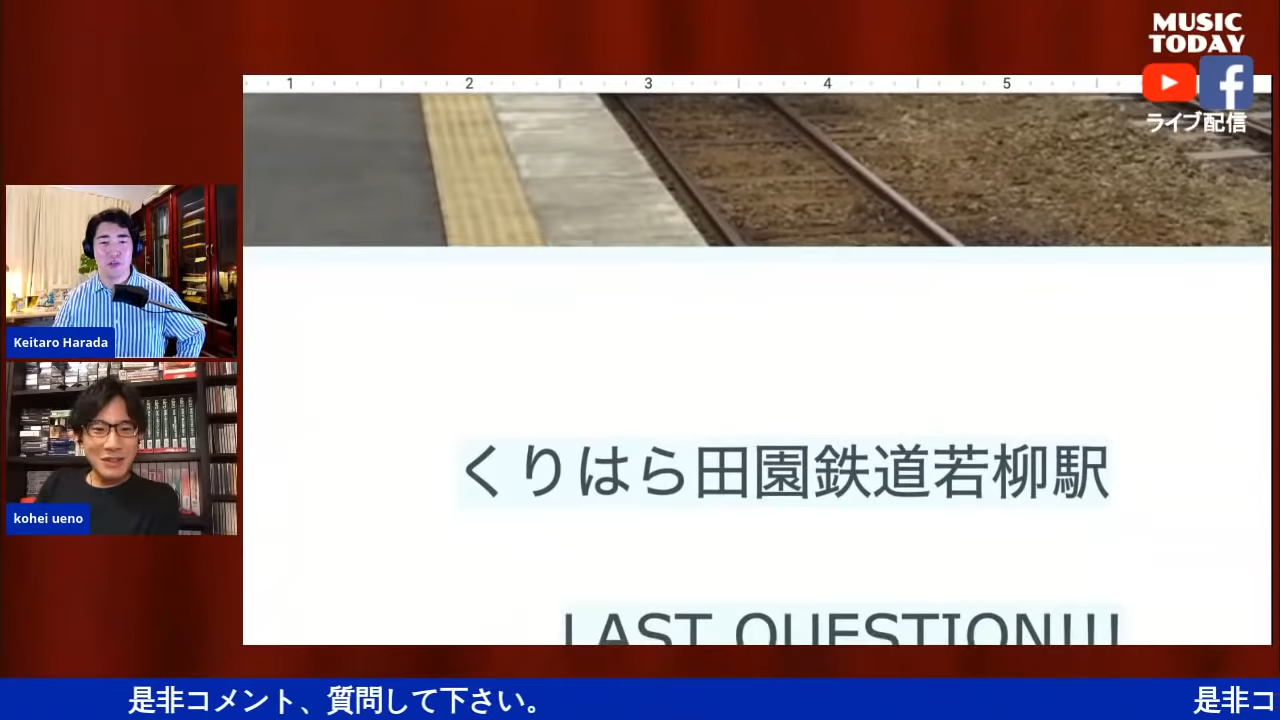 MUSIC
TODAY
ライブ配信
1 2 3 4 5
Keitaro Harada
kohei ueno
くりはら田園鉄道若柳駅
LAST QUESTION!!!
是非コメント、質問して下さい。
是非コ